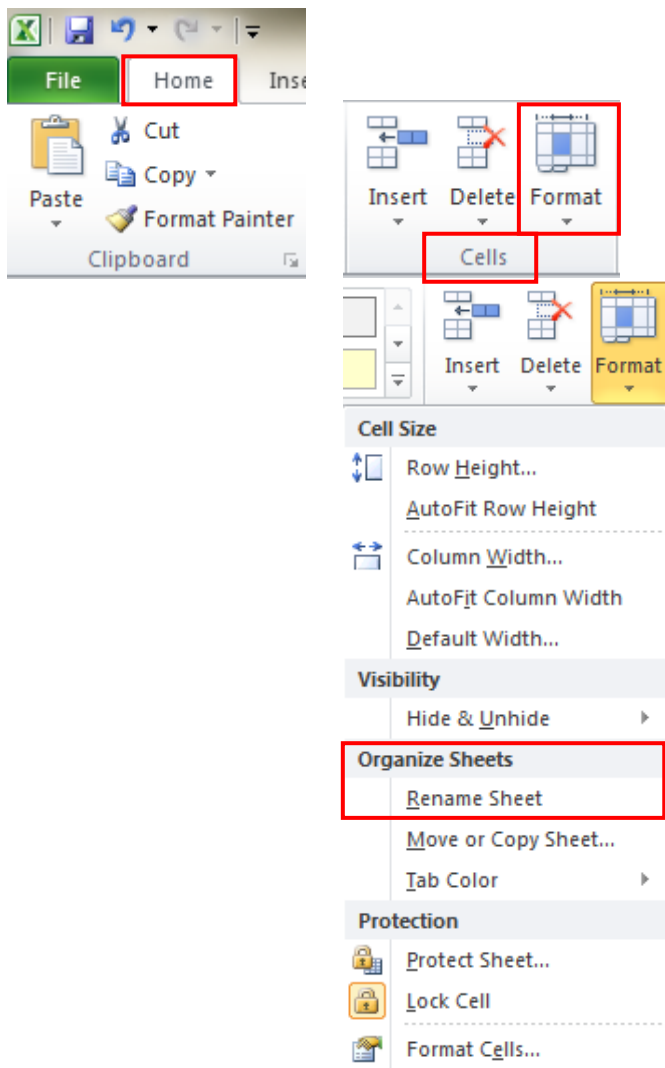 File Home Inse
Cut
Copy
Paste
Format Painter
Clipboard
Insert Delete Format
Cells
Insert Delete Format
Cell Size
Row Height...
AutoFit Row Height
Column Width...
AutoFit Column Width
Default Width...
Visibility
Hide & Unhide
Organize Sheets
Rename Sheet
Move or Copy Sheet...
Tab Color
Protection
Protect Sheet...
Lock Cell
Format Cells...